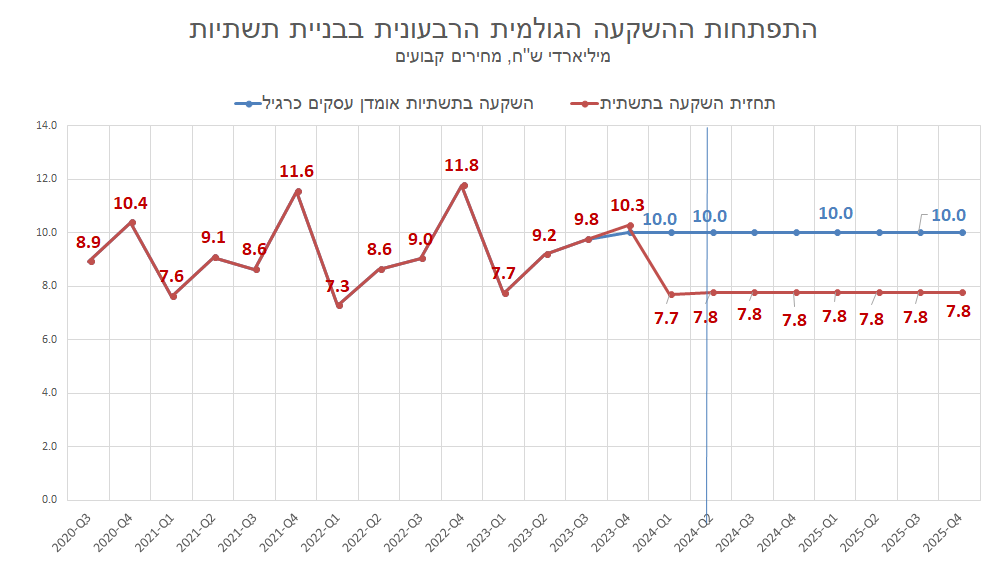 התפתחות ההשקעה הגולמית הרבעונית בבניית תשתיות
מיליארדי ש"ח, מחירים קבועים
תחזית השקעה בתשתית
השקעה בתשתיות אומדן עסקים כרגיל
14.0
12.0
10.0
8.0
6.0
4.0
2.0
0.0
8.9
10.4
7.6
9.1
8.6
11.6
7.3
8.6
9.0
11.8
7.7
9.2
9.8
10.3
10.0
10.0
10.0
10.0
7.7
7.8
7.8
7.8
7.8
7.8
7.8
7.8
2020-Q3
2020-Q4
2021-Q1
2021-Q2
2021-Q3
2021-Q4
2022-Q1
2022-Q2
2022-Q3
2022-Q4
2023-Q1
2023-Q2
2023-Q3
2023-Q4
2024-Q1
2024-Q2
2024-Q3
2024-Q4
2025-Q1
2025-Q2
2025-Q3
2025-Q4